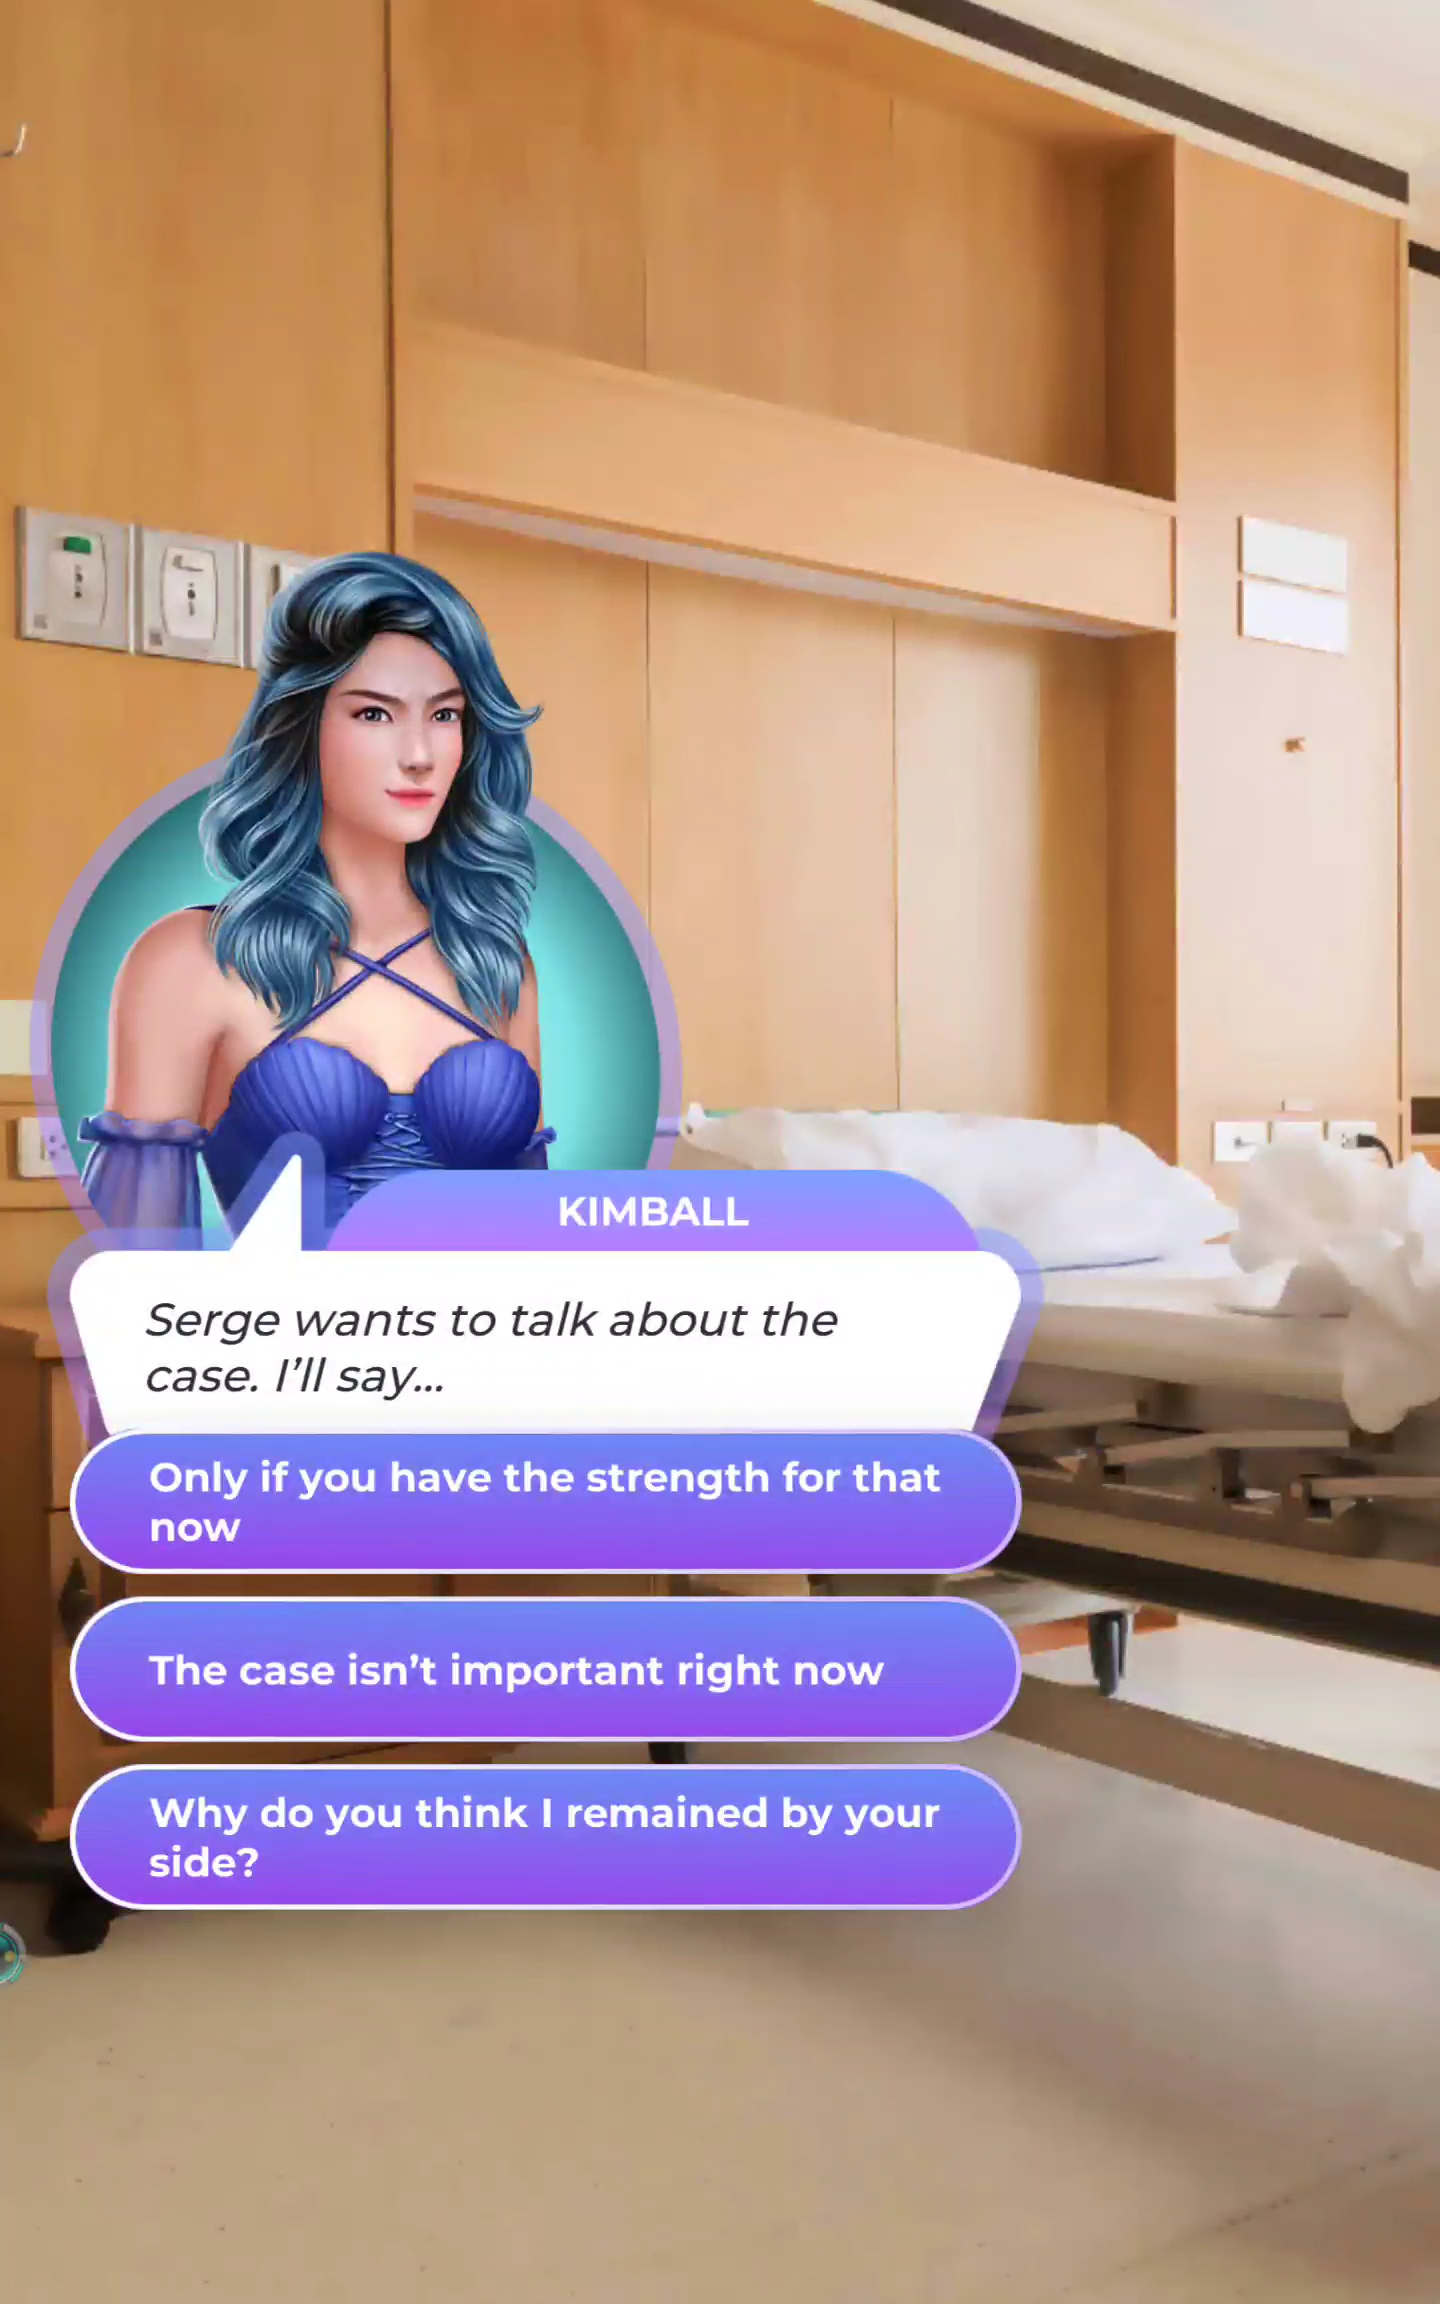 KIMBALL
Serge wants to talk about the
case. I’ll say...
Only if you have the strength for that
now
The case isn’t important right now
Why do you think I remained by your
side?